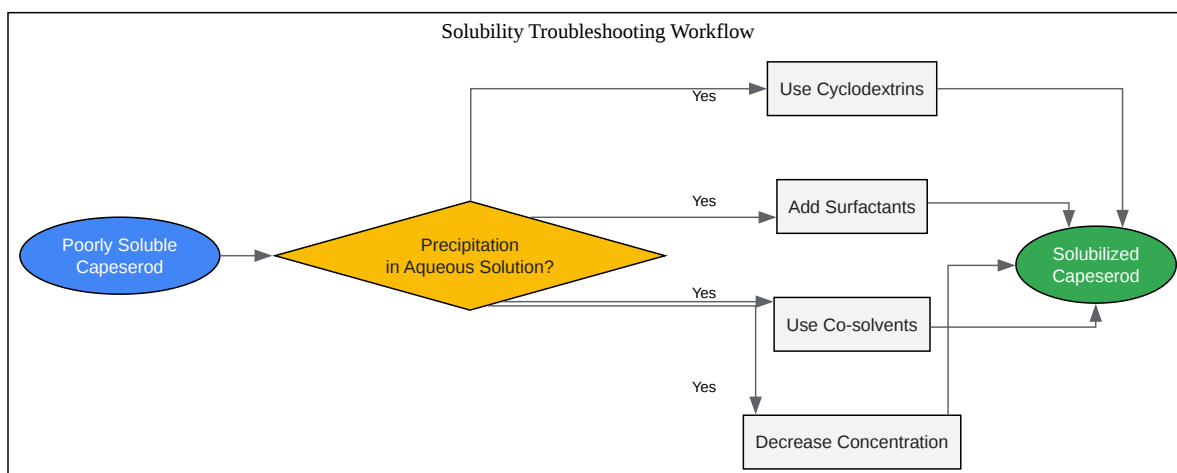 Solubility Troubleshooting Workflow
Yes
Use Cyclodextrins
Yes
Add Surfactants
Poorly Soluble
Capeserod
Precipitation
in Aqueous Solution?
Solubilized
Capeserod
Yes
Use Co-solvents
Yes
Decrease Concentration